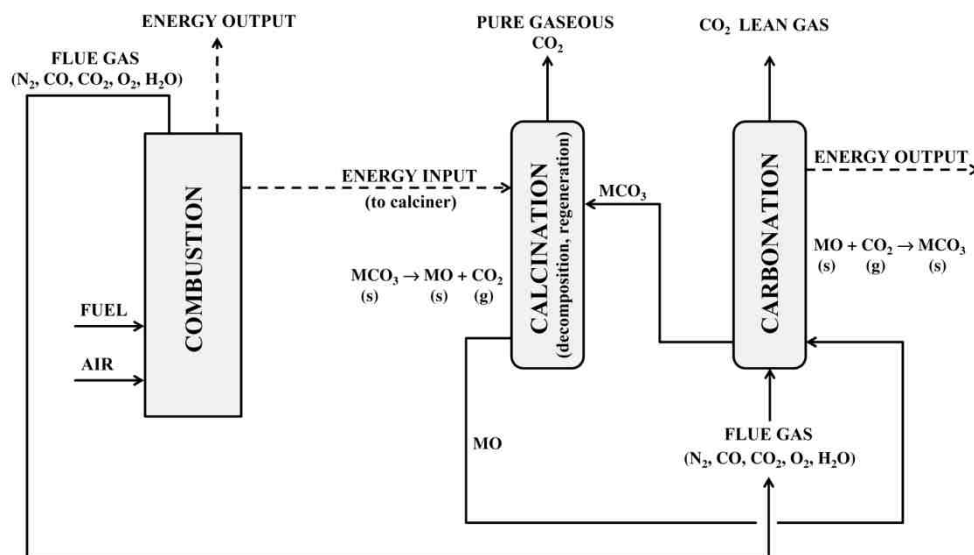 ENERGY OUTPUT
FLUE GAS
(N₂, CO, CO₂, O₂, H₂O)
COMBUSTION
FUEL
AIR
ENERGY INPUT
(to calciner)
PURE GASEOUS
CO₂
CALCINATION
(decomposition, regeneration)
MCO₃ → MO + CO₂
(s) (s) (g)
MO
MCO₃
CO₂ LEAN GAS
CARBONATION
ENERGY OUTPUT
MO + CO₂ → MCO₃
(s) (g) (s)
FLUE GAS
(N₂, CO, CO₂, O₂, H₂O)